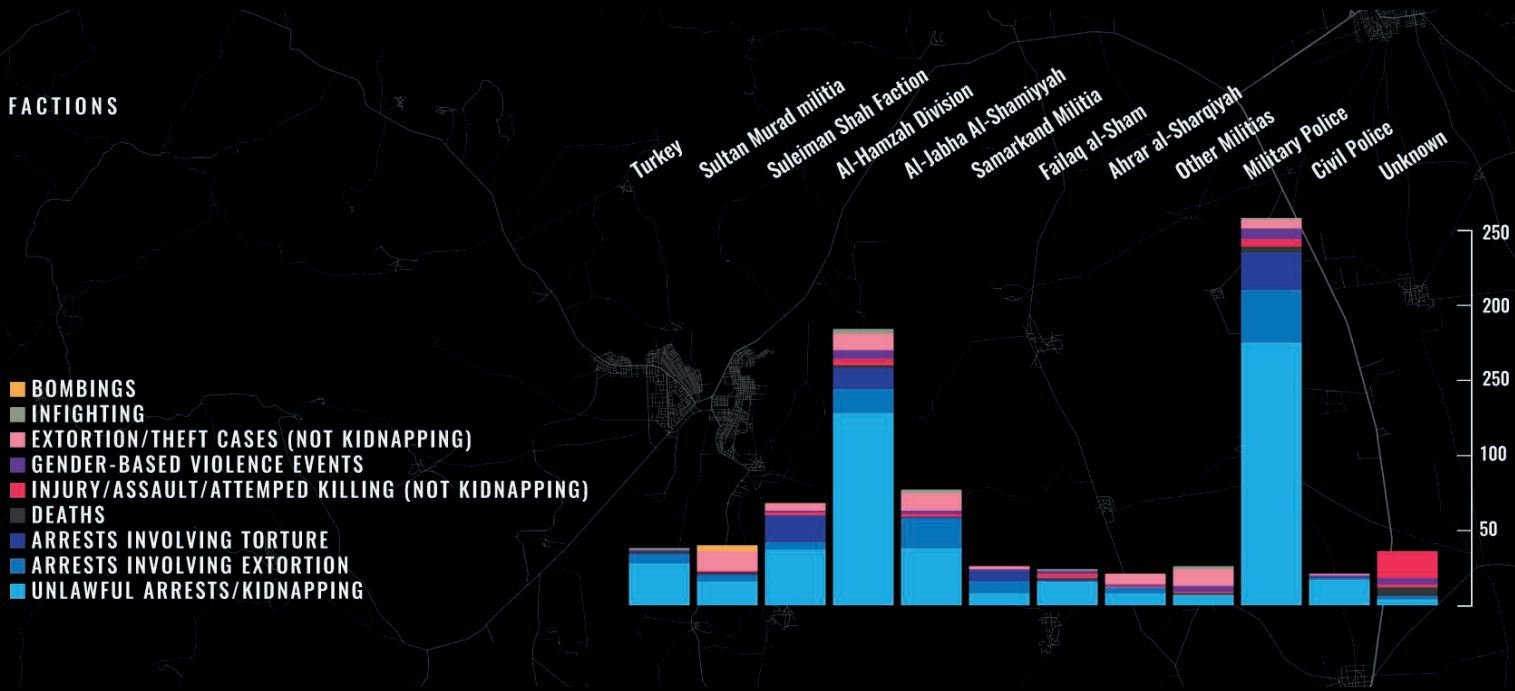 FACTIONS
Turkey
Sultan Murad militia
Suleiman Shah Faction
Al-Hamzah Division
Al-Jabha Al-Shamiyyah
Samarkand Militia
Failaq al-Sham
Ahrar al-Sharqiyah
Other Militias
Military Police
Civil Police
Unknown
250
200
250
100
50
BOMBINGS
INFIGHTING
EXTORTION/THEFT CASES (NOT KIDNAPPING)
GENDER-BASED VIOLENCE EVENTS
INJURY/ASSAULT/ATTEMPED KILLING (NOT KIDNAPPING)
DEATHS
ARRESTS INVOLVING TORTURE
ARRESTS INVOLVING EXTORTION
UNLAWFUL ARRESTS/KIDNAPPING